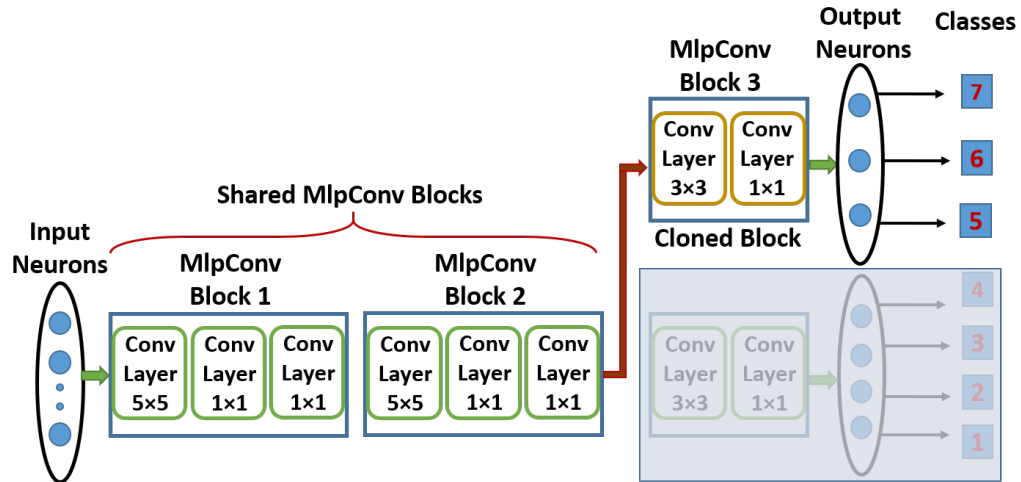 Output
Neurons
Classes
MlpConv
Block 3
Conv
Layer
3×3
Conv
Layer
1×1
7
6
5
Cloned Block
Shared MlpConv Blocks
Input
Neurons
MlpConv
Block 1
Conv
Layer
5×5
Conv
Layer
1×1
Conv
Layer
1×1
MlpConv
Block 2
Conv
Layer
5×5
Conv
Layer
1×1
Conv
Layer
1×1
Conv
Layer
3×3
Conv
Layer
1×1
4
3
2
1